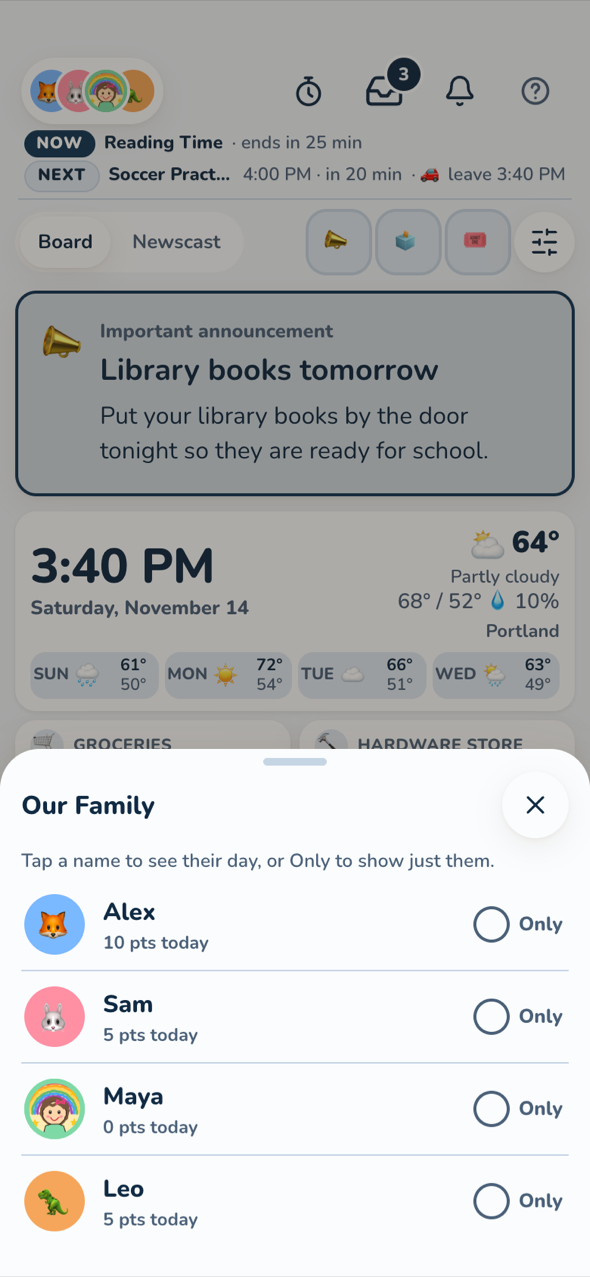 3
NOW Reading Time · ends in 25 min
NEXT Soccer Pract... 4:00 PM · in 20 min · leave 3:40 PM
Board Newscast
Important announcement
Library books tomorrow
Put your library books by the door
tonight so they are ready for school.
3:40 PM
Saturday, November 14
64°
Partly cloudy
68° / 52° 10%
Portland
SUN 61° 50°
MON 72° 54°
TUE 66° 51°
WED 63° 49°
GROCERIES
HARDWARE STORE
Our Family
Tap a name to see their day, or Only to show just them.
Alex
10 pts today
Only
Sam
5 pts today
Only
Maya
0 pts today
Only
Leo
5 pts today
Only